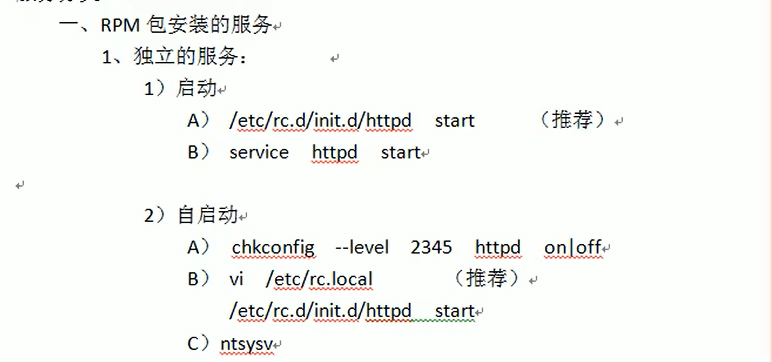 一、RPM 包安装的服务
1、独立的服务：
1）启动
A） /etc/rc.d/init.d/httpd start （推荐）
B） service httpd start
2）自启动
A） chkconfig --level 2345 httpd on|off
B） vi /etc/rc.local （推荐）
/etc/rc.d/init.d/httpd start
C）ntsysv